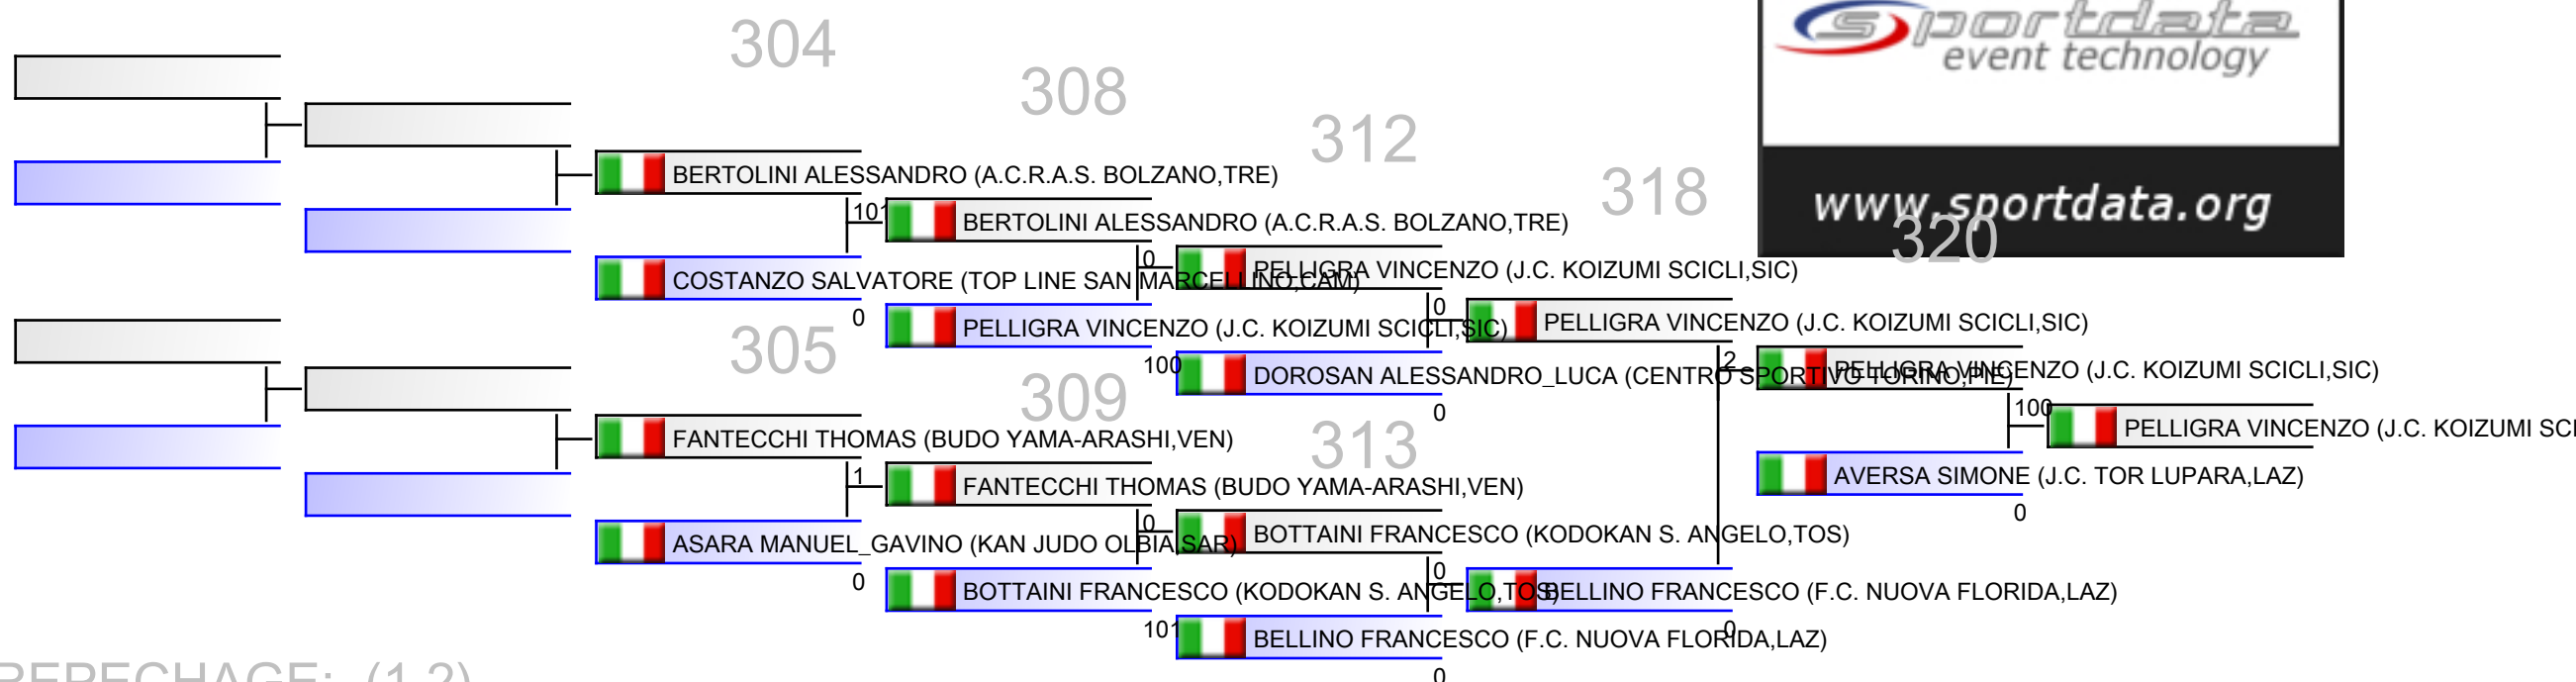 sportdata
event technology
www.sportdata.org
304
308
312
318
320
BERTOLINI ALESSANDRO (A.C.R.A.S. BOLZANO,TRE)
101
BERTOLINI ALESSANDRO (A.C.R.A.S. BOLZANO,TRE)
0
PELLIGRA VINCENZO (J.C. KOIZUMI SCICLI,SIC)
COSTANZO SALVATORE (TOP LINE SAN MARCELLINO,CAM)
0
0
PELLIGRA VINCENZO (J.C. KOIZUMI SCICLI,SIC)
PELLIGRA VINCENZO (J.C. KOIZUMI SCICLI,SIC)
305
100
2
DOROSAN ALESSANDRO_LUCA (CENTRO SPORTIVO TORINO,PIE)
PELLIGRA VINCENZO (J.C. KOIZUMI SCICLI,SIC)
309
0
100
PELLIGRA VINCENZO (J.C. KOIZUMI SCI
FANTECCHI THOMAS (BUDO YAMA-ARASHI,VEN)
313
1
FANTECCHI THOMAS (BUDO YAMA-ARASHI,VEN)
AVERSA SIMONE (J.C. TOR LUPARA,LAZ)
0
0
BOTTAINI FRANCESCO (KODOKAN S. ANGELO,TOS)
ASARA MANUEL_GAVINO (KAN JUDO OLBIA,SAR)
0
0
BOTTAINI FRANCESCO (KODOKAN S. ANGELO,TOS)
BELLINO FRANCESCO (F.C. NUOVA FLORIDA,LAZ)
101
0
BELLINO FRANCESCO (F.C. NUOVA FLORIDA,LAZ)
0
REPECHAGE: (1,2)